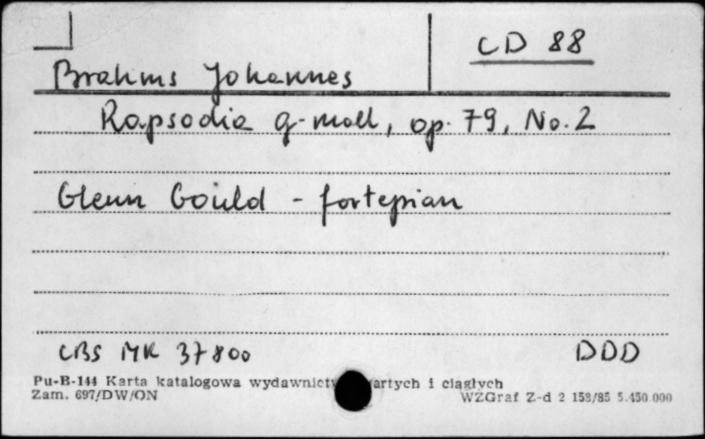 CD 88
Brahms Johannes
Rapsodia g-moll, op. 79, No. 2
Glenn Gould - fortepian
CBS MK 37800 DDD
Pu-B-144 Karta katalogowa wydawnictw artych i ciągłych
Zam. 697/DW/ON WZGraf Z-d 2 158/85 5.450.000